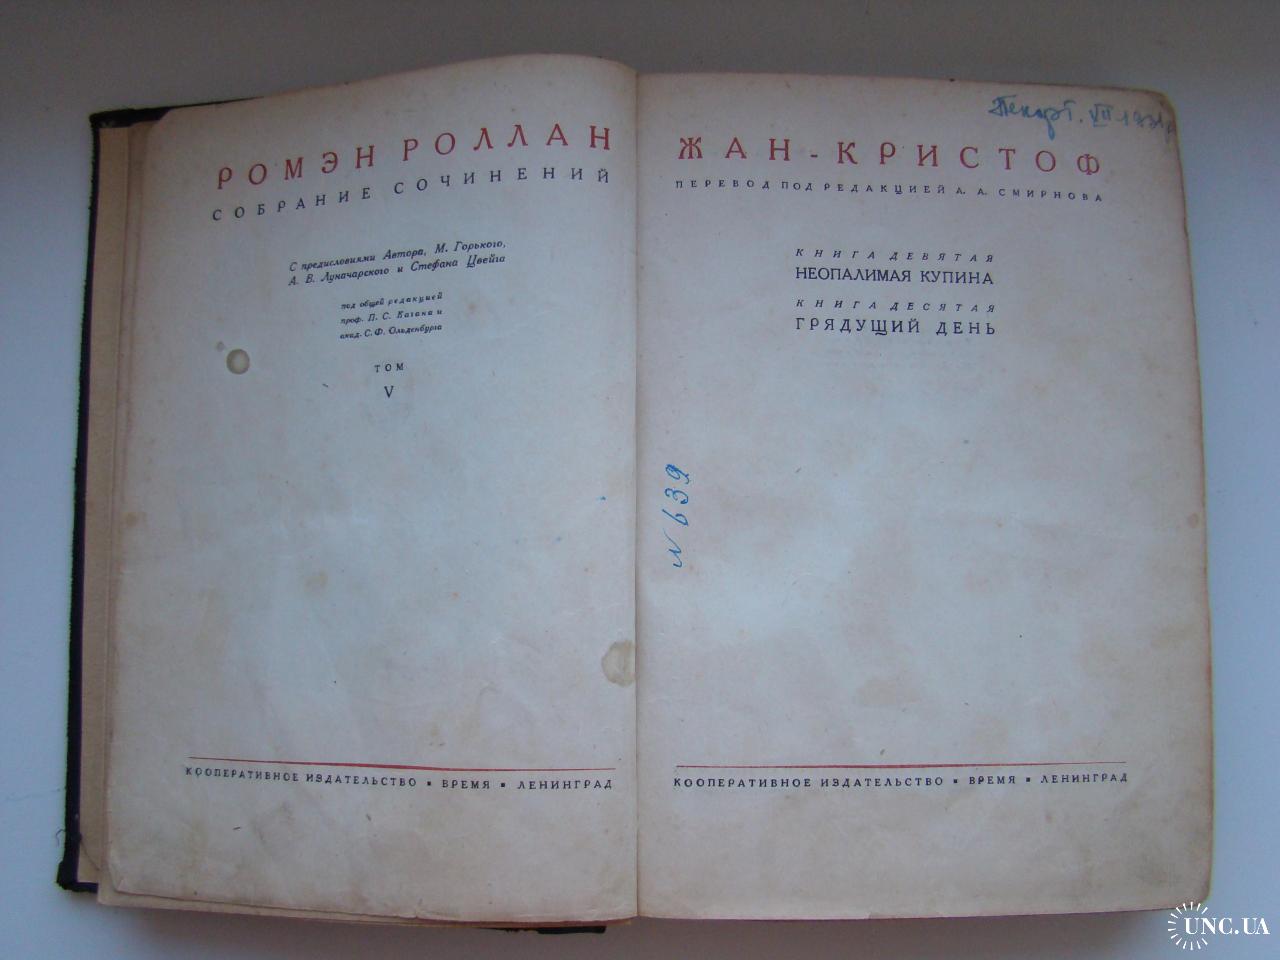 РОМЭН РОЛЛАН
СОБРАНИЕ СОЧИНЕНИЙ
С предисловиями Автора, М. Горького,
А. В. Луначарского и Стефана Цвейга
под общей редакцией
проф. П. С. Когана и
акад. С. Ф. Ольденбурга
ТОМ
V
КООПЕРАТИВНОЕ ИЗДАТЕЛЬСТВО ▪ ВРЕМЯ ▪ ЛЕНИНГРАД
VII
ЖАН-КРИСТОФ
ПЕРЕВОД ПОД РЕДАКЦИЕЙ А. А. СМИРНОВА
КНИГА ДЕВЯТАЯ
НЕОПАЛИМАЯ КУПИНА
КНИГА ДЕСЯТАЯ
ГРЯДУЩИЙ ДЕНЬ
N 639
КООПЕРАТИВНОЕ ИЗДАТЕЛЬСТВО ▪ ВРЕМЯ ▪ ЛЕНИНГРАД
UNC.UA